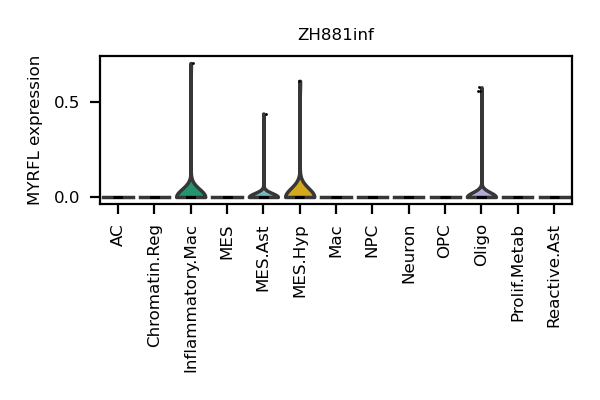 ZH881inf
MYRFL expression
0.5
0.0
AC
Chromatin.Reg
Inflammatory.Mac
MES
MES.Ast
MES.Hyp
Mac
NPC
Neuron
OPC
Oligo
Prolif.Metab
Reactive.Ast